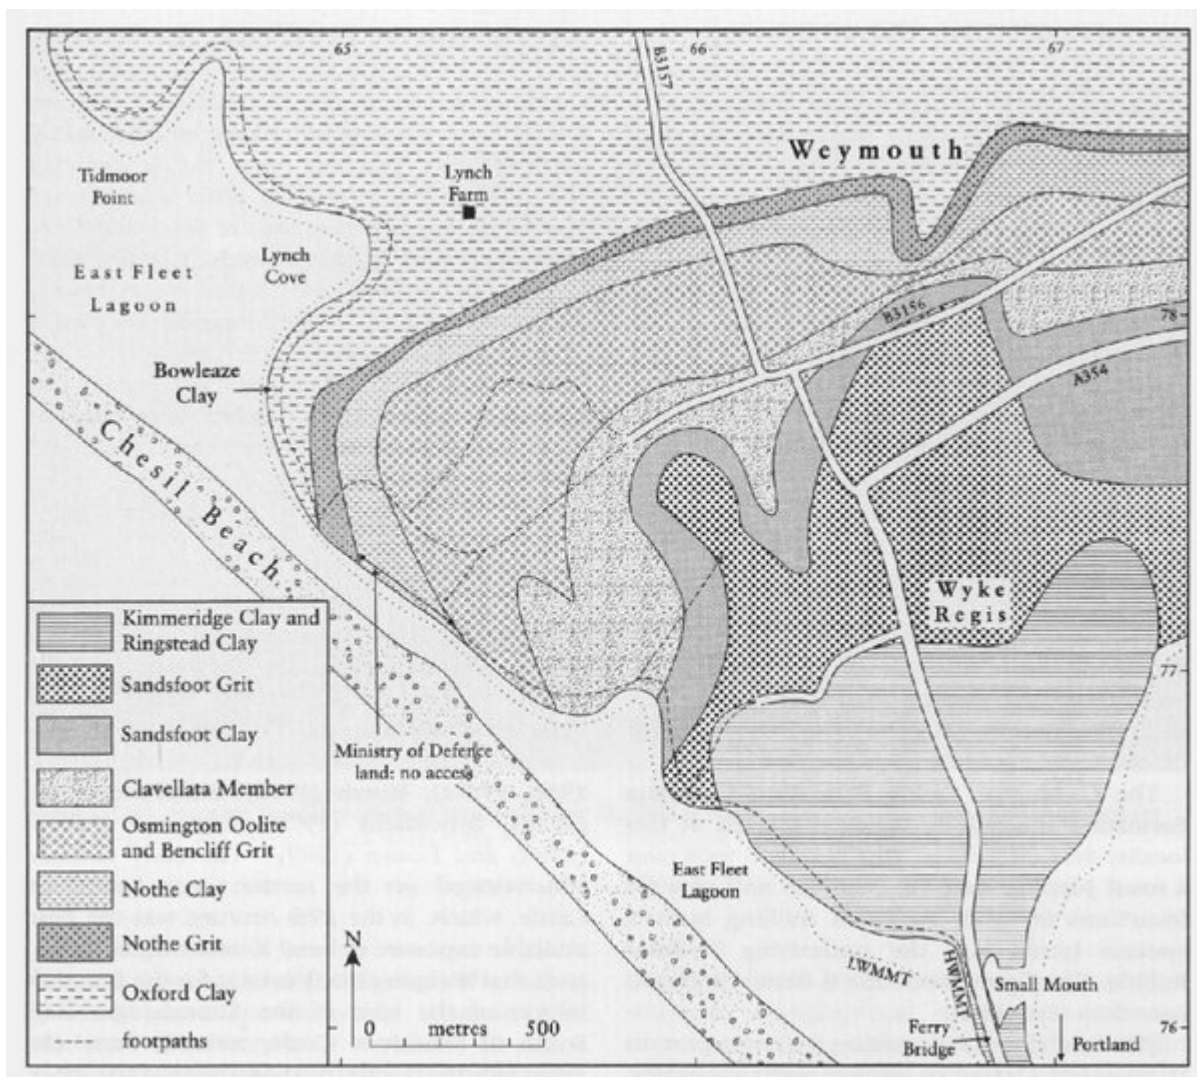 65
66
67
B3157
Weymouth
Tidmoor
Point
Lynch
Farm
Lynch
Cove
East Fleet
Lagoon
Bowleaze
Clay
B3156
78
A354
Chesil Beach
Wyke
Regis
77
Kimmeridge Clay and
Ringstead Clay
Sandsfoot Grit
Sandsfoot Clay
Clavellata Member
Osmington Oolite
and Bencliff Grit
Nothe Clay
Nothe Grit
Oxford Clay
footpaths
Ministry of Defence
land: no access
East Fleet
Lagoon
N
0 metres 500
LWMMT
HWMMT
Small Mouth
Ferry
Bridge
Portland
76